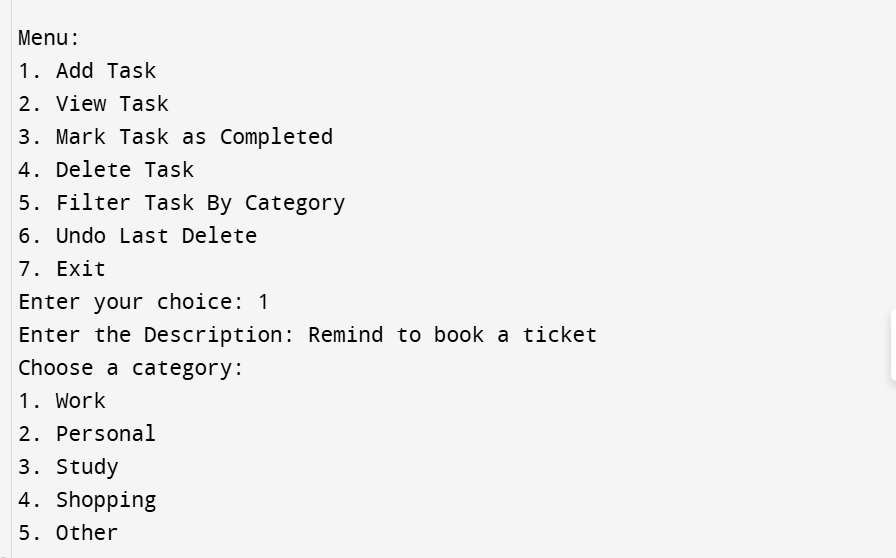 Menu:
1. Add Task
2. View Task
3. Mark Task as Completed
4. Delete Task
5. Filter Task By Category
6. Undo Last Delete
7. Exit
Enter your choice: 1
Enter the Description: Remind to book a ticket
Choose a category:
1. Work
2. Personal
3. Study
4. Shopping
5. Other